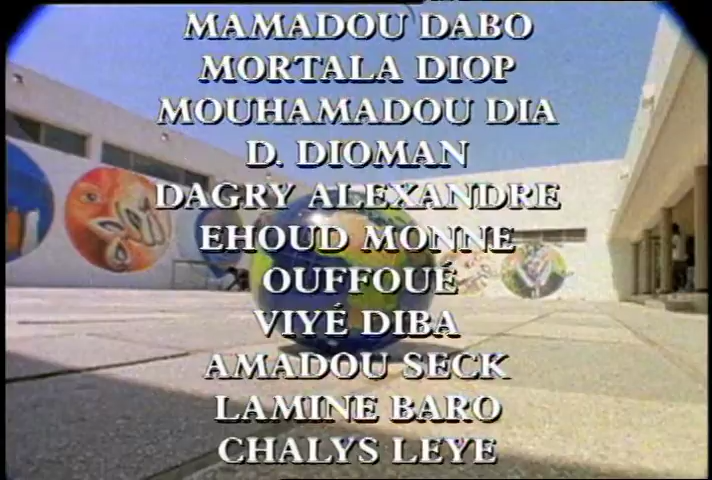 MAMADOU DABO
MORTALA DIOP
MOUHAMADOU DIA
D. DIOMAN
DAGRY ALEXANDRE
EHOUD MONNE
OUFFOUÉ
VIYÉ DIBA
AMADOU SECK
LAMINE BARO
CHALYS LEYE